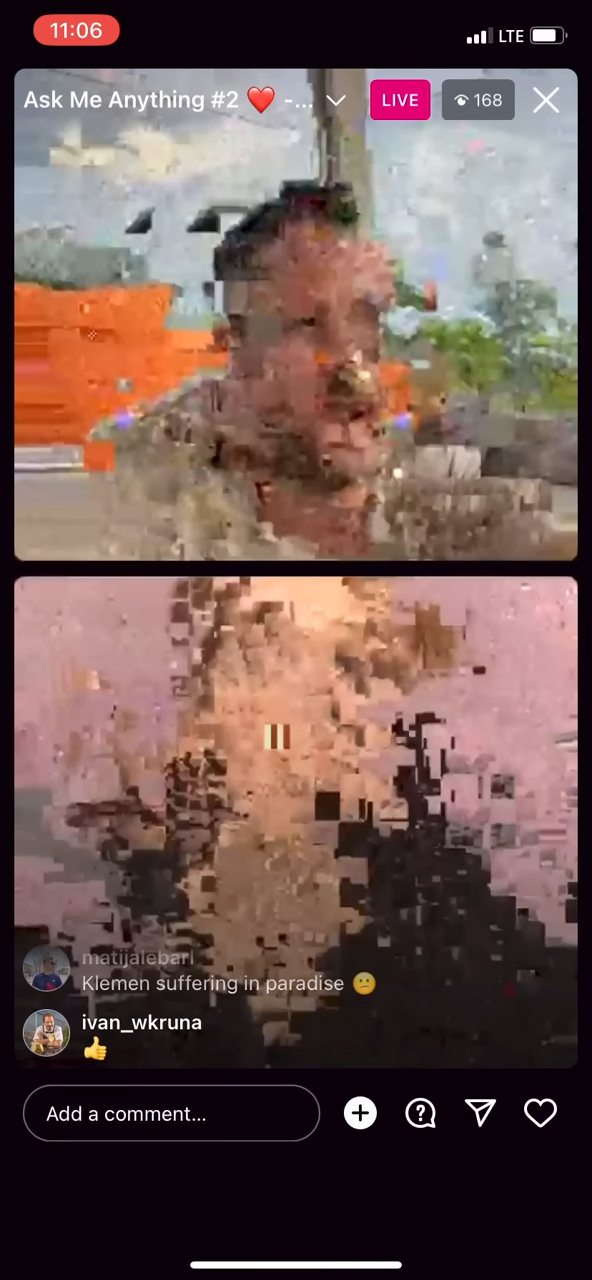 11:06
LTE
Ask Me Anything #2 ❤️ -...
LIVE
168
matijalebarl
Klemen suffering in paradise 😕
ivan_wkruna
👍
Add a comment...